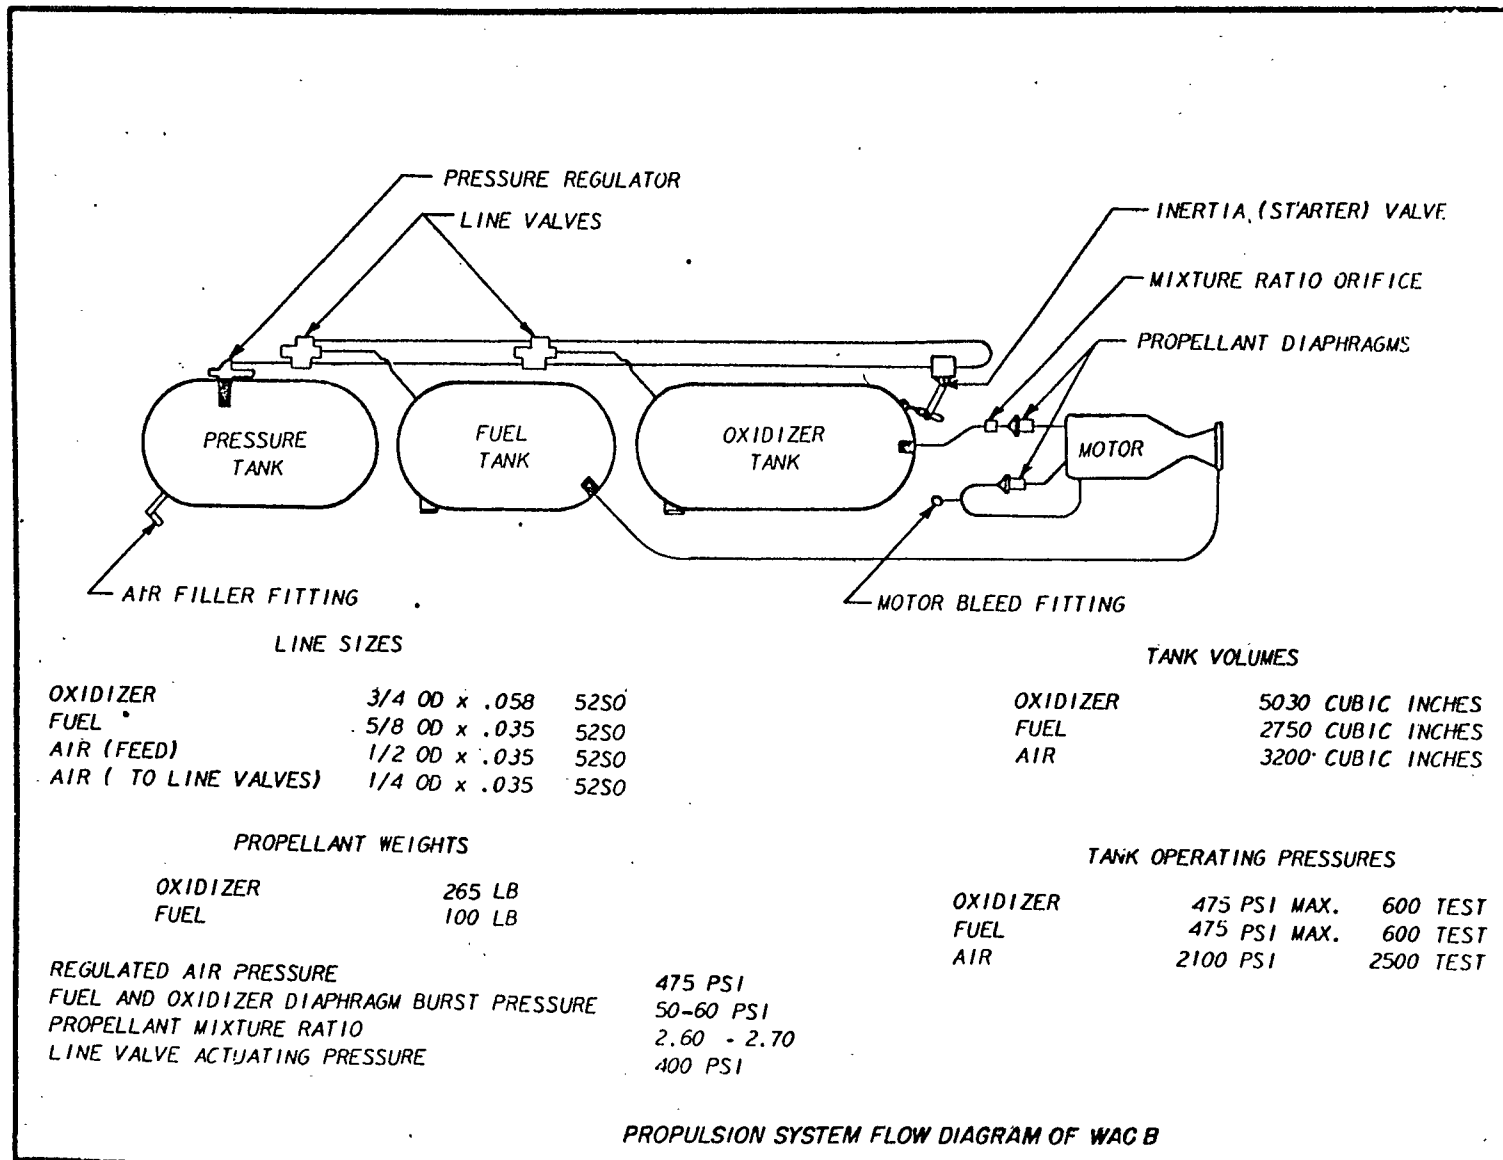 PRESSURE REGULATOR
LINE VALVES
INERTIA (STARTER) VALVE
MIXTURE RATIO ORIFICE
PROPELLANT DIAPHRAGMS
PRESSURE
TANK
FUEL
TANK
OXIDIZER
TANK
MOTOR
AIR FILLER FITTING
MOTOR BLEED FITTING
LINE SIZES
OXIDIZER 3/4 OD x .058 52SO
FUEL 5/8 OD x .035 52SO
AIR (FEED) 1/2 OD x .035 52SO
AIR ( TO LINE VALVES) 1/4 OD x .035 52SO
TANK VOLUMES
OXIDIZER 5030 CUBIC INCHES
FUEL 2750 CUBIC INCHES
AIR 3200 CUBIC INCHES
PROPELLANT WEIGHTS
OXIDIZER 265 LB
FUEL 100 LB
TANK OPERATING PRESSURES
OXIDIZER 475 PSI MAX. 600 TEST
FUEL 475 PSI MAX. 600 TEST
AIR 2100 PSI 2500 TEST
REGULATED AIR PRESSURE 475 PSI
FUEL AND OXIDIZER DIAPHRAGM BURST PRESSURE 50-60 PSI
PROPELLANT MIXTURE RATIO 2.60 - 2.70
LINE VALVE ACTUATING PRESSURE 400 PSI
PROPULSION SYSTEM FLOW DIAGRAM OF WAC B